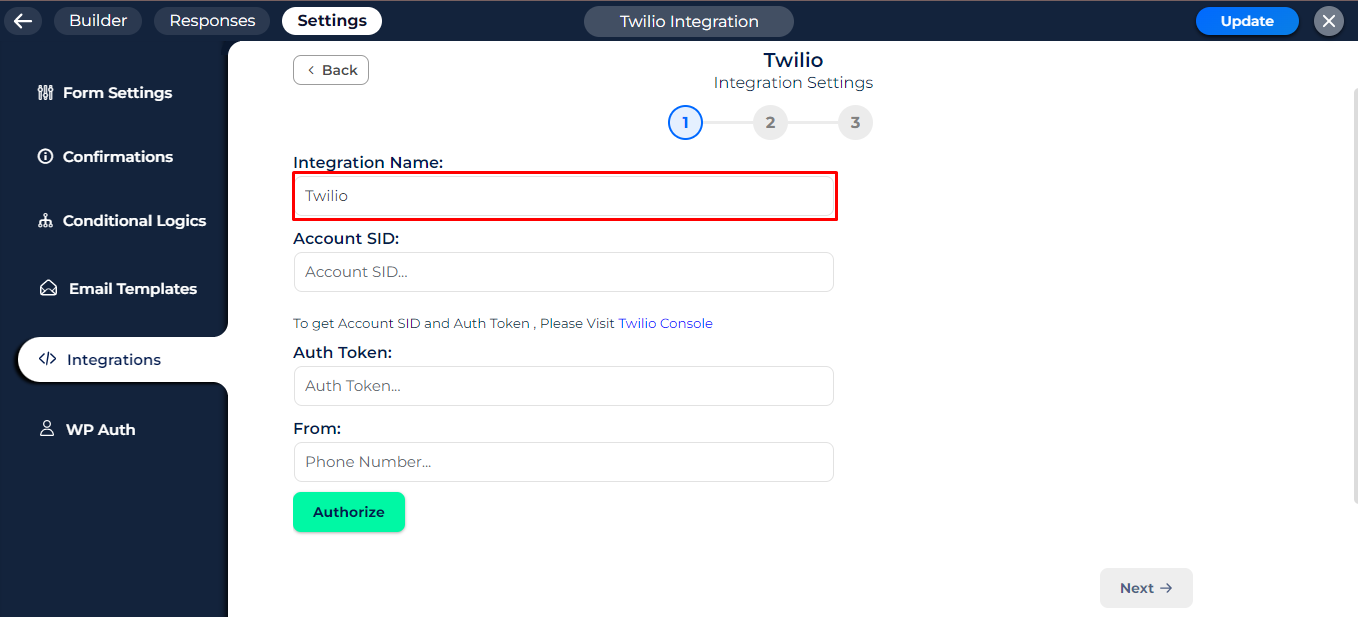 Builder Responses Settings Twilio Integration Update
Form Settings
Confirmations
Conditional Logics
Email Templates
Integrations
WP Auth
Back
Twilio
Integration Settings
1 2 3
Integration Name:
Twilio
Account SID:
Account SID...
To get Account SID and Auth Token , Please Visit Twilio Console
Auth Token:
Auth Token...
From:
Phone Number...
Authorize
Next